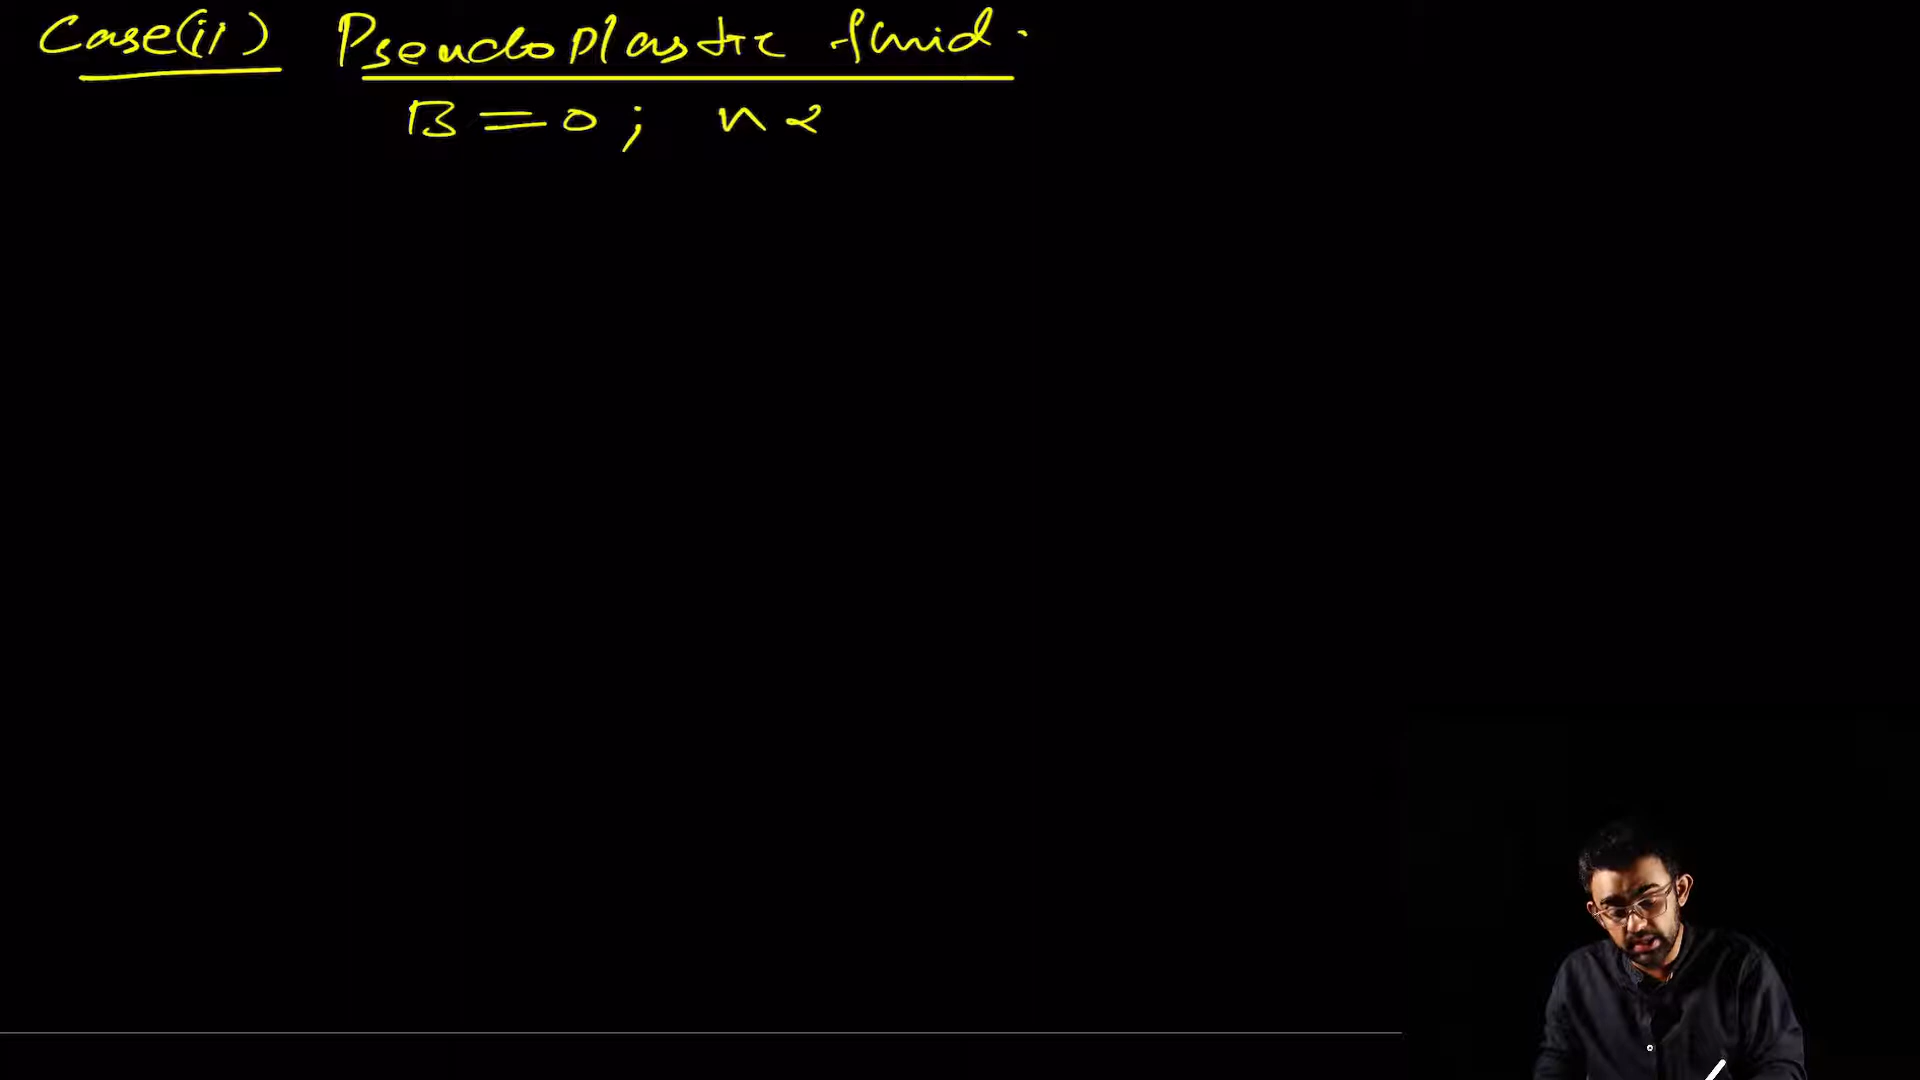 Case(ii) Pseudoplastic fluid.
B = 0 ; n <